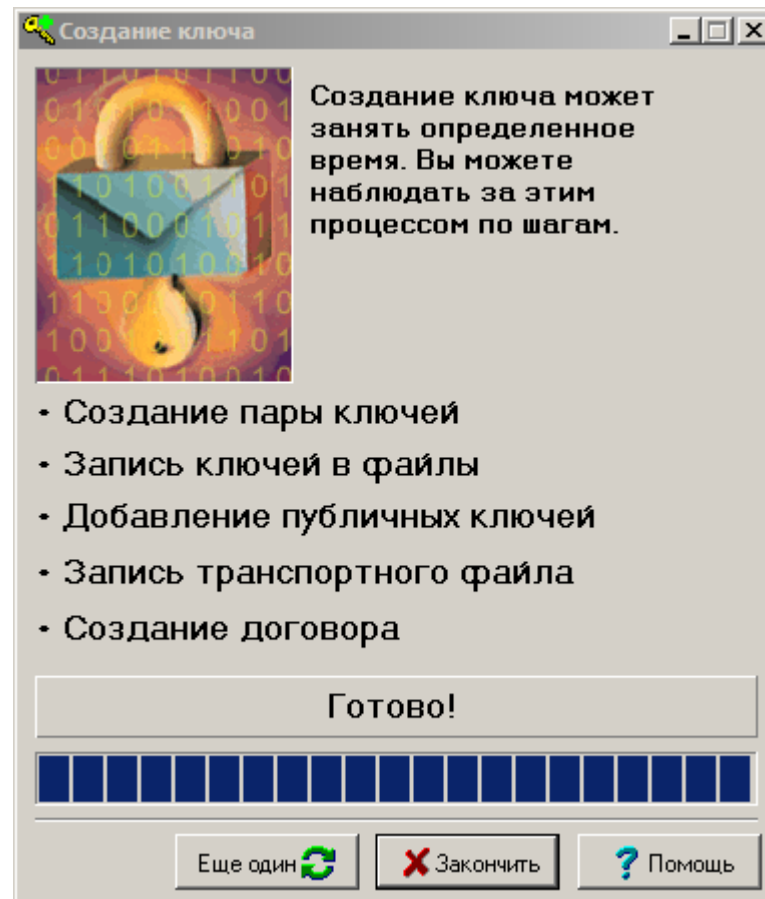 Создание ключа
Создание ключа может
занять определенное
время. Вы можете
наблюдать за этим
процессом по шагам.
• Создание пары ключей
• Запись ключей в файлы
• Добавление публичных ключей
• Запись транспортного файла
• Создание договора
Готово!
Еще один
Закончить
? Помощь